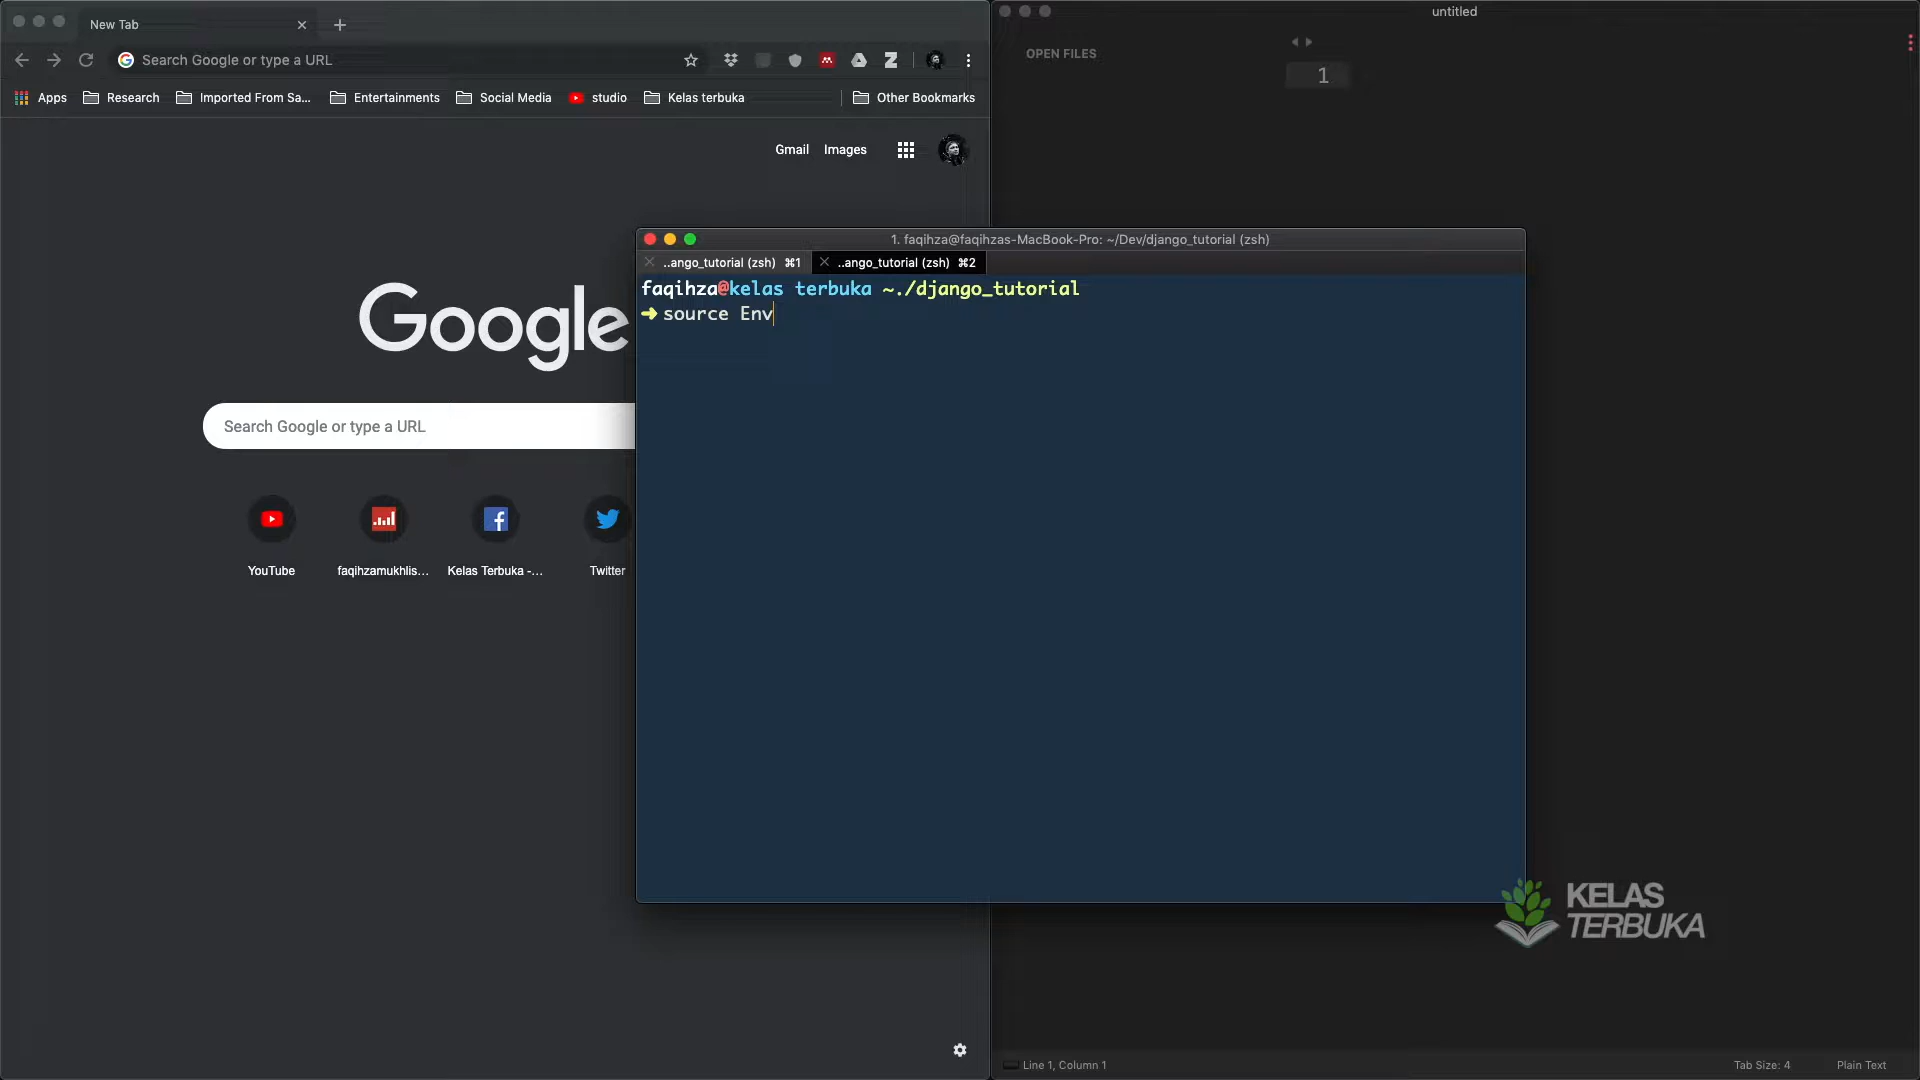 New Tab
Search Google or type a URL
Apps Research Imported From Sa... Entertainments Social Media studio Kelas terbuka Other Bookmarks
Gmail Images
Google
Search Google or type a URL
YouTube faqihzamukhlis... Kelas Terbuka -... Twitter
untitled
OPEN FILES
1
1. faqihza@faqihzas-MacBook-Pro: ~/Dev/django_tutorial (zsh)
..ango_tutorial (zsh) ⌘1 ..ango_tutorial (zsh) ⌘2
faqihza@kelas terbuka ~./django_tutorial
➜ source Env
KELAS
TERBUKA
Line 1, Column 1 Tab Size: 4 Plain Text